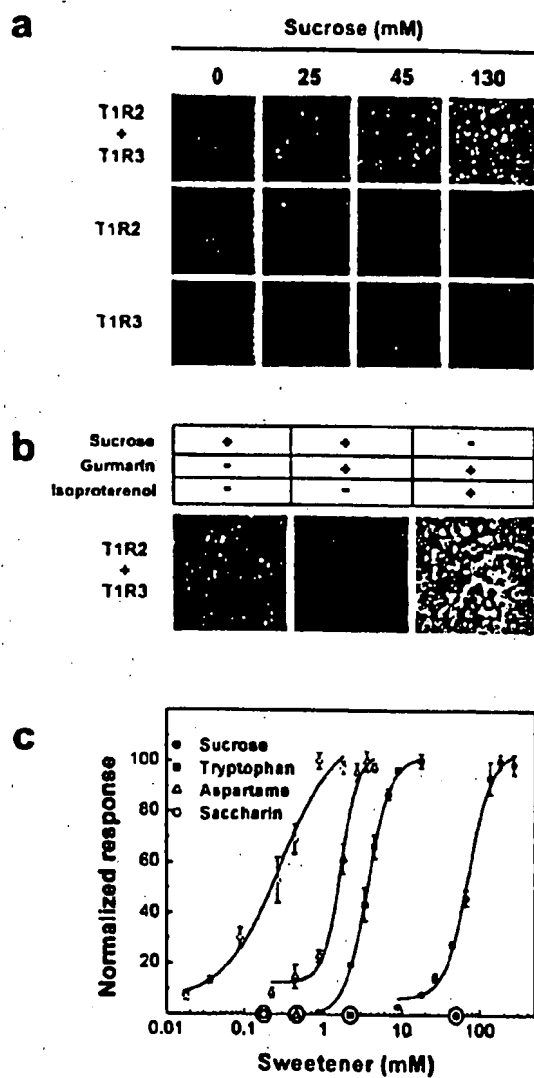 a
Sucrose (mM)
0 25 45 130
T1R2
+
T1R3
T1R2
T1R3
b
Sucrose + + -
Gurmarin - + +
Isoproterenol - - +
T1R2
+
T1R3
c
Normalized response
100
80
60
40
20
Sucrose
Tryptophan
Aspartame
Saccharin
0.01 0.1 1 10 100
Sweetener (mM)